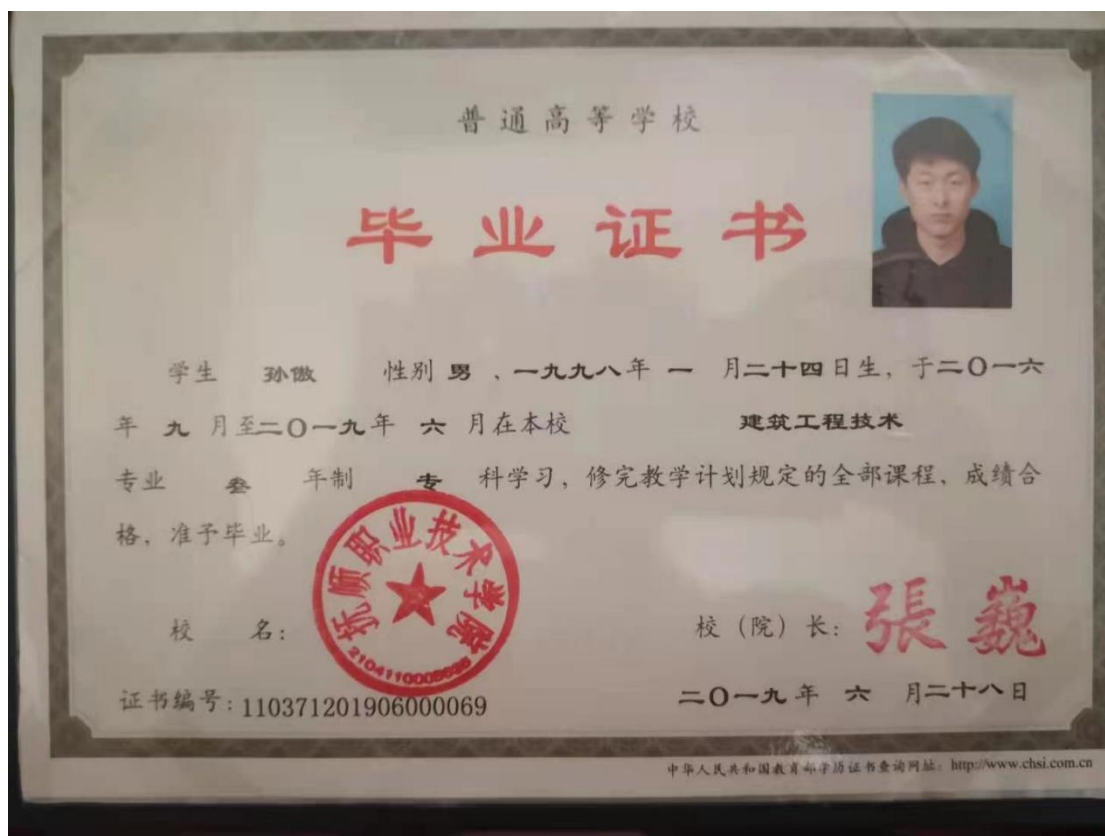 普通高等学校
毕业证书
学生 孙傲 性别 男 、一九九八年 一 月二十四日生，于二〇一六
年 九 月至二〇一九年 六 月在本校 建筑工程技术
专业 叁 年制 专 科学习，修完教学计划规定的全部课程，成绩合
格，准予毕业。
抚顺职业技术学院
校 名：
校（院）长：張巍
证书编号：110371201906000069
二〇一九年 六 月二十八日
中华人民共和国教育部学历证书查询网址：http://www.chsi.com.cn